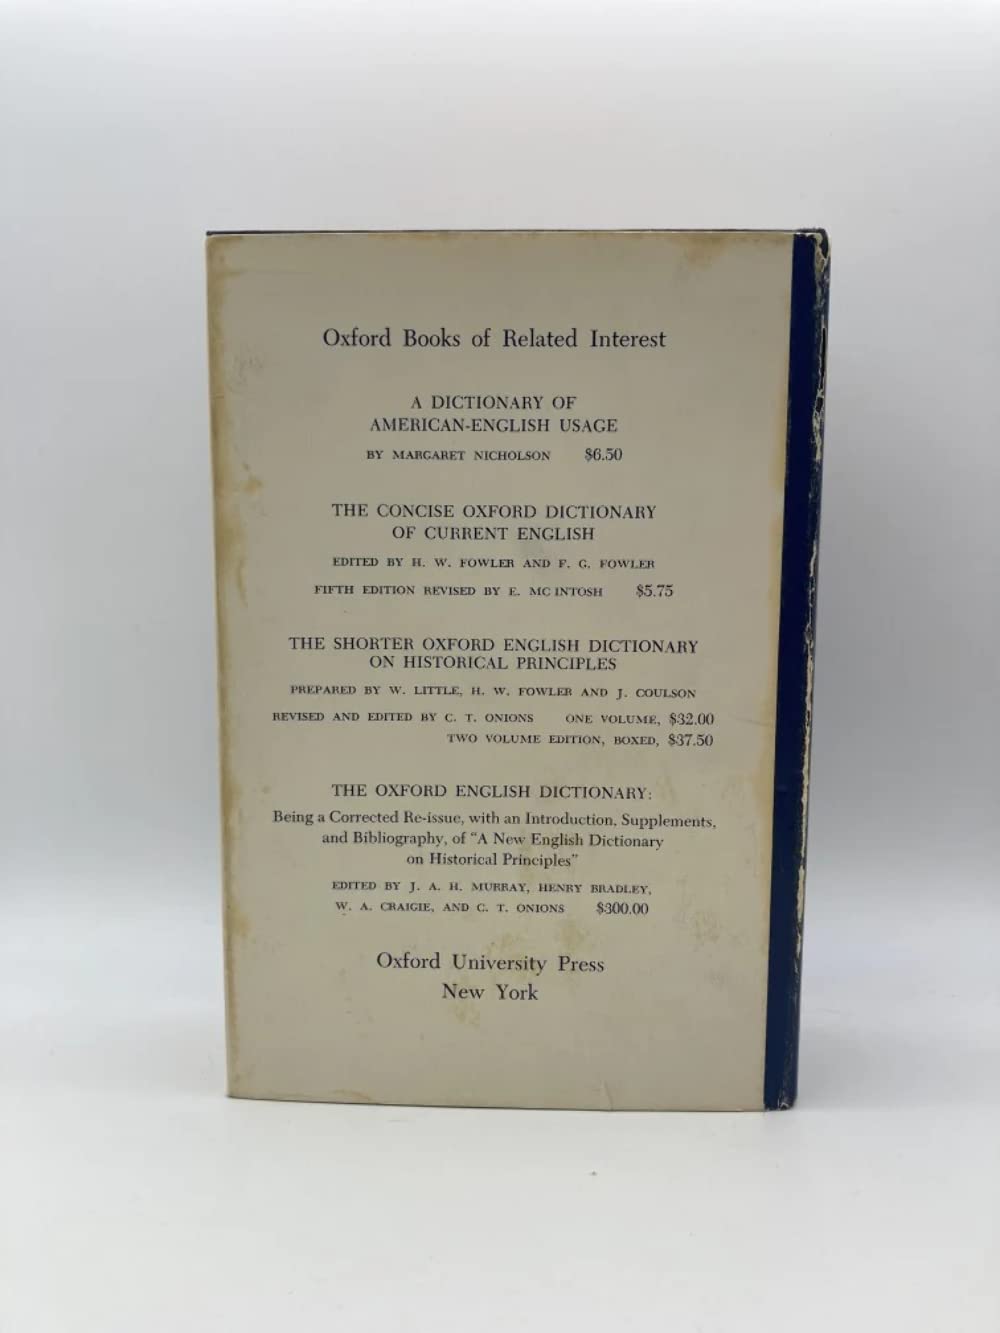 Oxford Books of Related Interest
A DICTIONARY OF
AMERICAN-ENGLISH USAGE
BY MARGARET NICHOLSON $6.50
THE CONCISE OXFORD DICTIONARY
OF CURRENT ENGLISH
EDITED BY H. W. FOWLER AND F. G. FOWLER
FIFTH EDITION REVISED BY E. MC INTOSH $5.75
THE SHORTER OXFORD ENGLISH DICTIONARY
ON HISTORICAL PRINCIPLES
PREPARED BY W. LITTLE, H. W. FOWLER AND J. COULSON
REVISED AND EDITED BY C. T. ONIONS ONE VOLUME, $32.00
TWO VOLUME EDITION, BOXED, $37.50
THE OXFORD ENGLISH DICTIONARY:
Being a Corrected Re-issue, with an Introduction, Supplements,
and Bibliography, of "A New English Dictionary
on Historical Principles"
EDITED BY J. A. H. MURRAY, HENRY BRADLEY,
W. A. CRAIGIE, AND C. T. ONIONS $300.00
Oxford University Press
New York